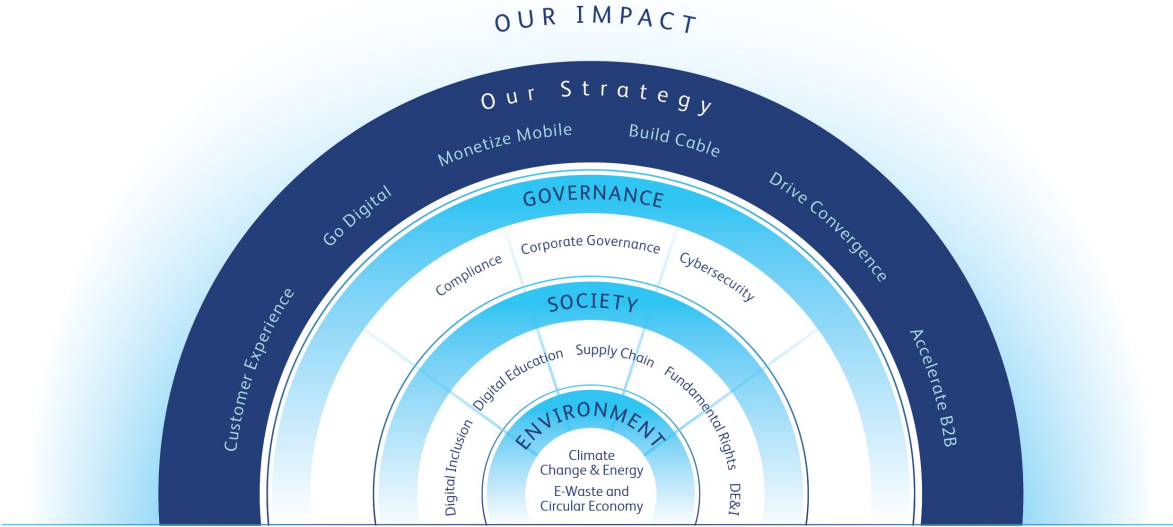 OUR IMPACT
Our Strategy
Customer Experience
Go Digital
Monetize Mobile
Build Cable
Drive Convergence
Accelerate B2B
GOVERNANCE
Compliance
Corporate Governance
Cybersecurity
SOCIETY
Digital Inclusion
Digital Education
Supply Chain
Fundamental Rights
DE&I
ENVIRONMENT
Climate
Change & Energy
E-Waste and
Circular Economy